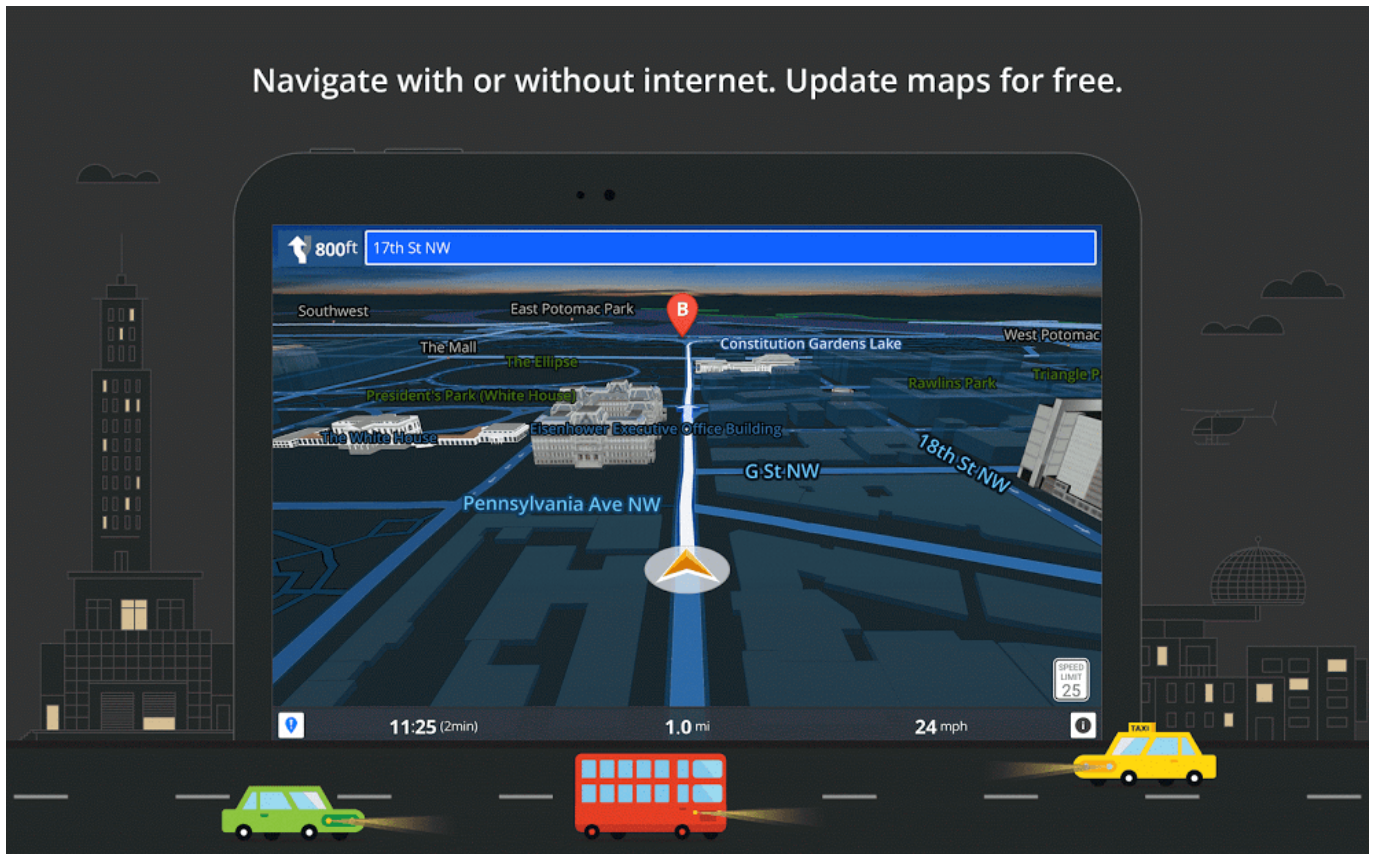 Navigate with or without internet. Update maps for free.
800ft
17th St NW
Southwest
East Potomac Park
B
West Potomac
The Mall
Constitution Gardens Lake
The Ellipse
Triangle P
Rawlins Park
President's Park (White House)
The White House
Eisenhower Executive Office Building
18th St NW
G St NW
Pennsylvania Ave NW
SPEED
LIMIT
25
11:25 (2min)
1.0 mi
24 mph
TAXI